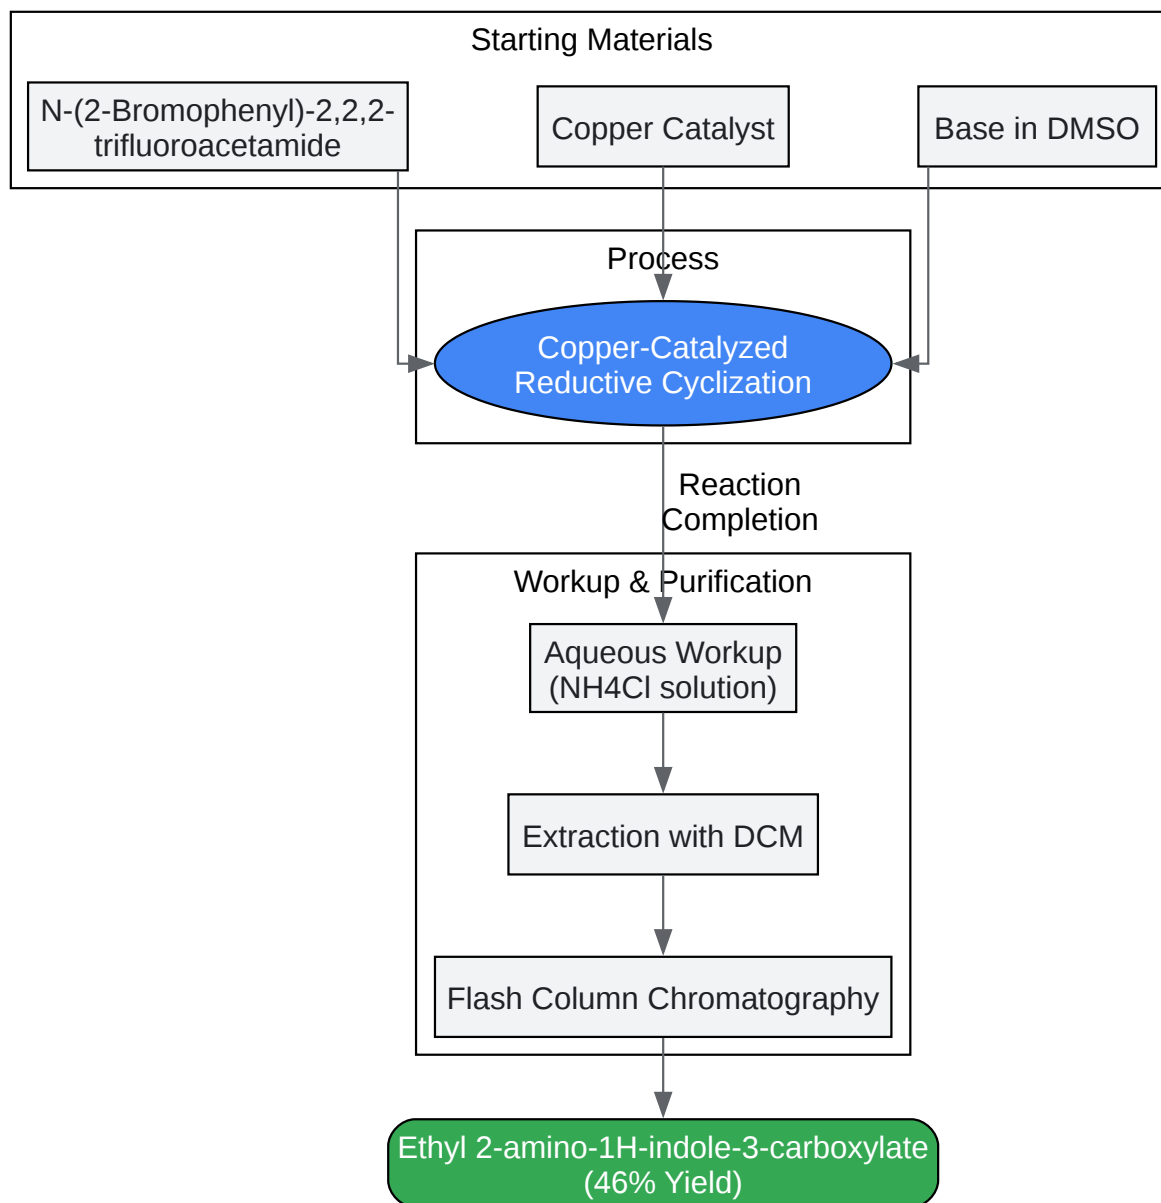 Starting Materials
N-(2-Bromophenyl)-2,2,2-
trifluoroacetamide
Copper Catalyst
Base in DMSO
Process
Copper-Catalyzed
Reductive Cyclization
Reaction
Completion
Workup & Purification
Aqueous Workup
(NH4Cl solution)
Extraction with DCM
Flash Column Chromatography
Ethyl 2-amino-1H-indole-3-carboxylate
(46% Yield)